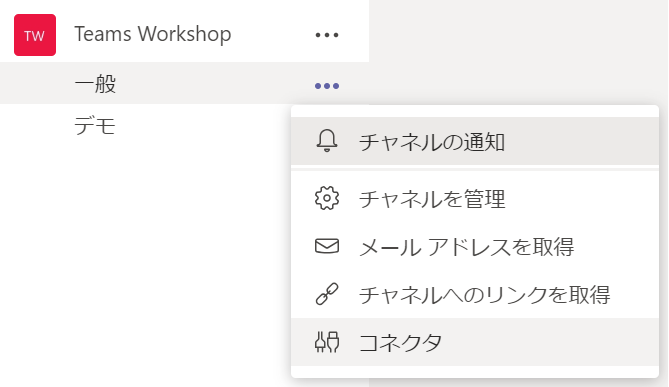 TW Teams Workshop
一般
デモ
チャネルの通知
チャネルを管理
メール アドレスを取得
チャネルへのリンクを取得
コネクタ